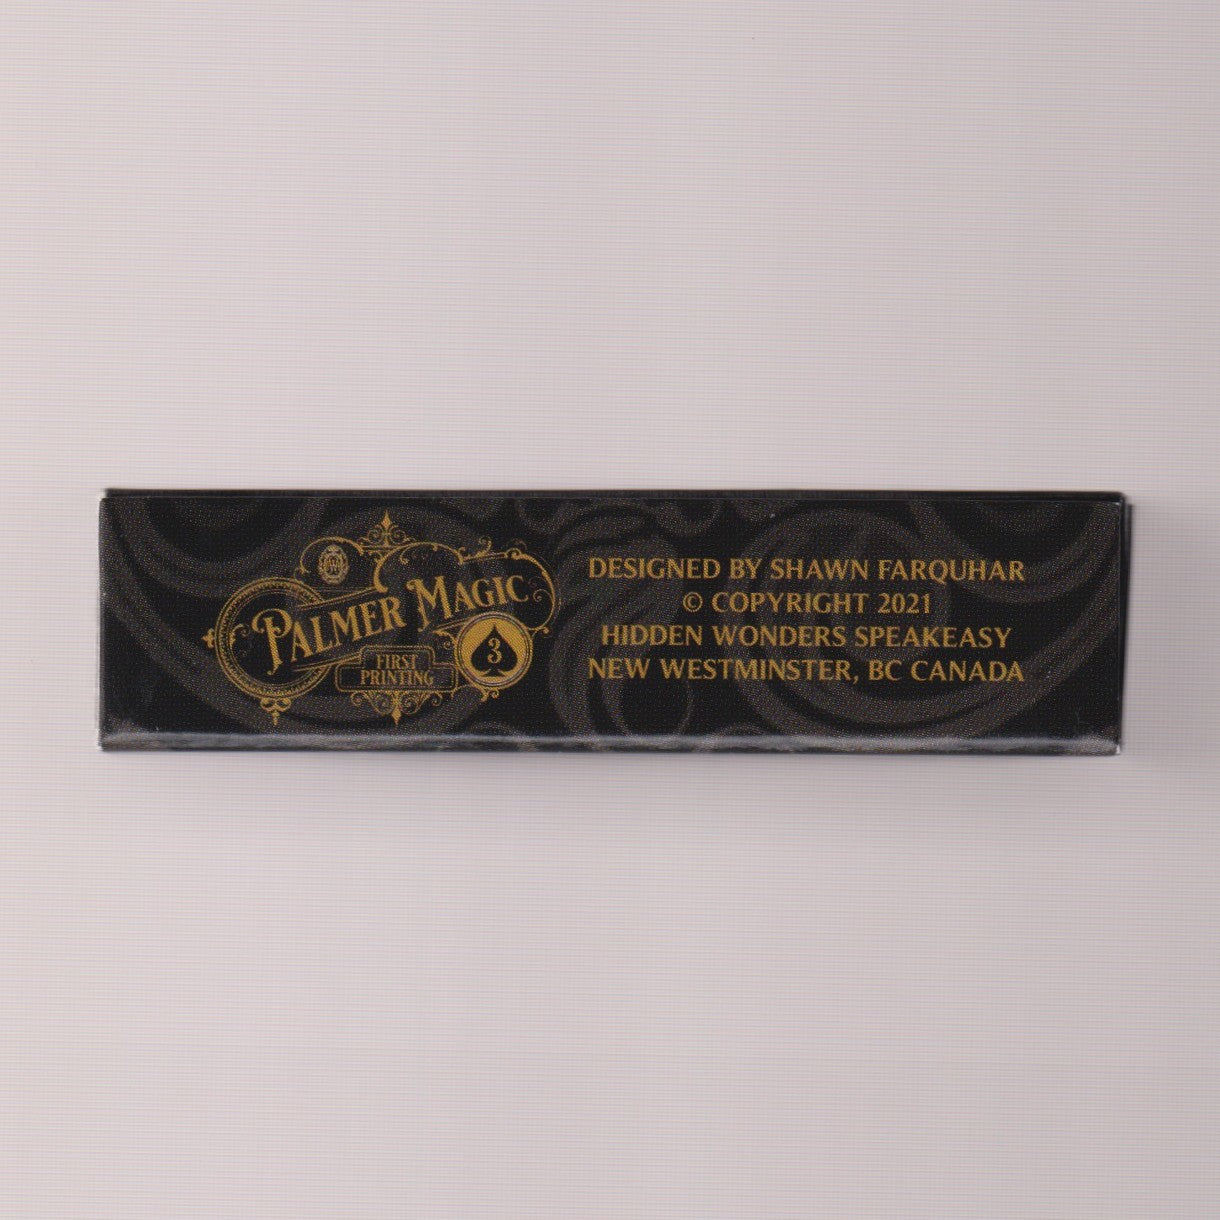 PALMER MAGIC
FIRST
PRINTING
3
DESIGNED BY SHAWN FARQUHAR
© COPYRIGHT 2021
HIDDEN WONDERS SPEAKEASY
NEW WESTMINSTER, BC CANADA